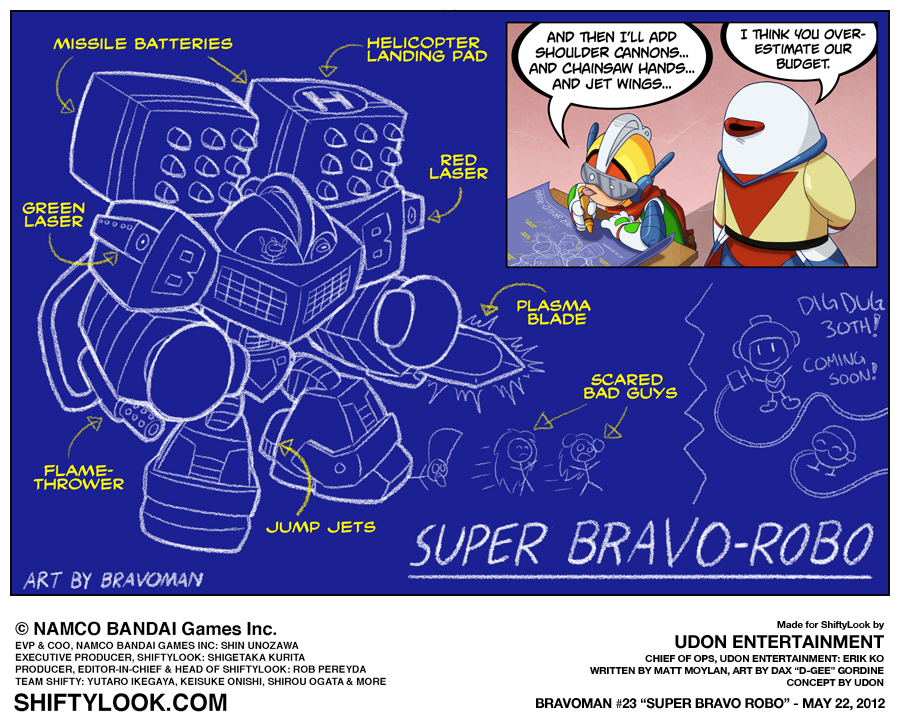 MISSILE BATTERIES
HELICOPTER
LANDING PAD
AND THEN I'LL ADD
SHOULDER CANNONS...
AND CHAINSAW HANDS...
AND JET WINGS...
I THINK YOU OVER-
ESTIMATE OUR
BUDGET.
H
RED
LASER
GREEN
LASER
B
B
PLASMA
BLADE
SCARED
BAD GUYS
DIG DUG
30TH!
COMING
SOON!
FLAME-
THROWER
JUMP JETS
SUPER BRAVO-ROBO
ART BY BRAVOMAN
© NAMCO BANDAI Games Inc.
EVP & COO, NAMCO BANDAI GAMES INC: SHIN UNOZAWA
EXECUTIVE PRODUCER, SHIFTYLOOK: SHIGETAKA KURITA
PRODUCER, EDITOR-IN-CHIEF & HEAD OF SHIFTYLOOK: ROB PEREYDA
TEAM SHIFTY: YUTARO IKEGAYA, KEISUKE ONISHI, SHIROU OGATA & MORE
SHIFTYLOOK.COM
Made for ShiftyLook by
UDON ENTERTAINMENT
CHIEF OF OPS, UDON ENTERTAINMENT: ERIK KO
WRITTEN BY MATT MOYLAN, ART BY DAX “D-GEE” GORDINE
CONCEPT BY UDON
BRAVOMAN #23 “SUPER BRAVO ROBO” - MAY 22, 2012